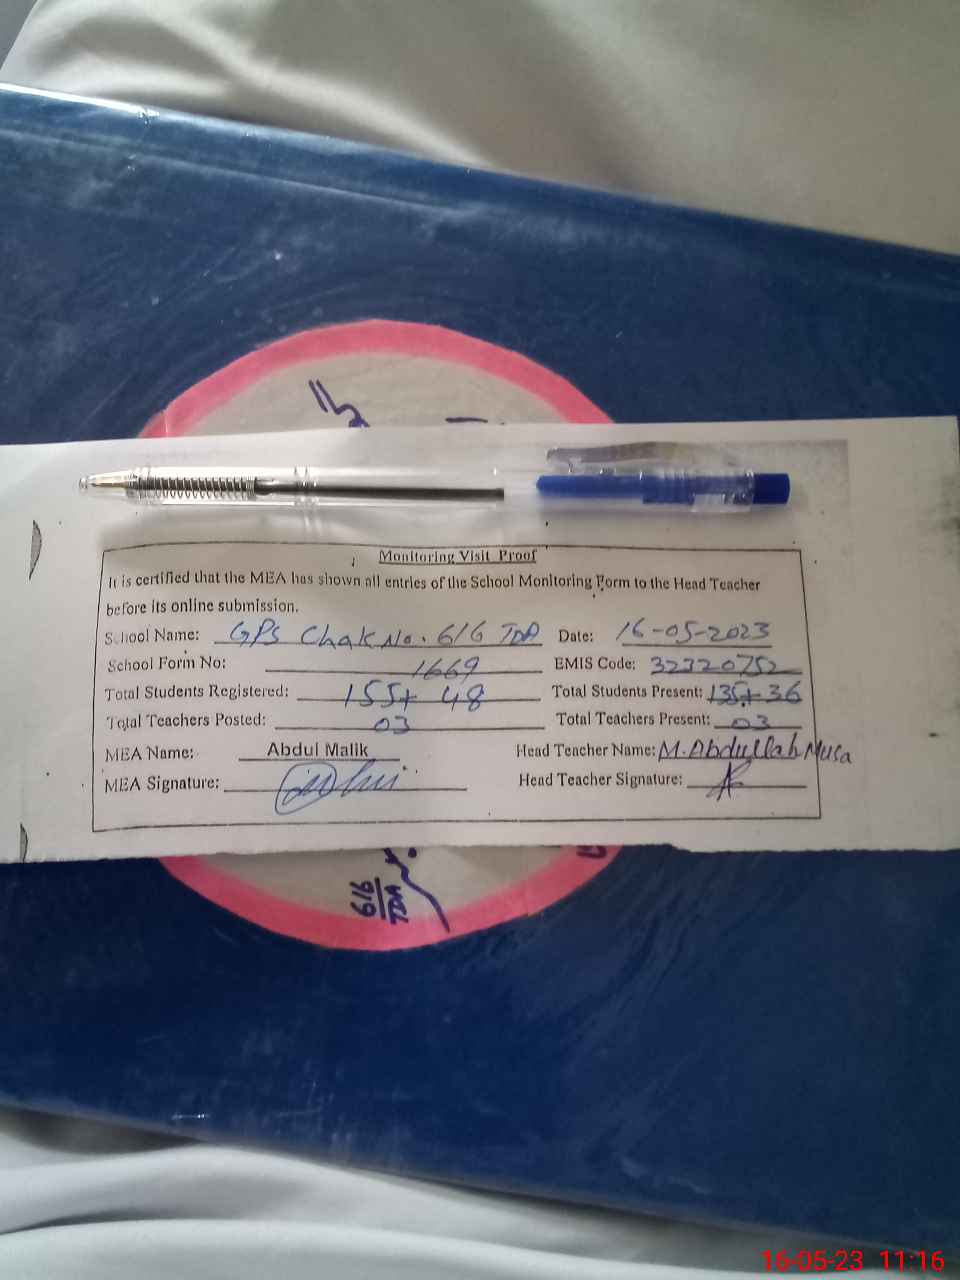 Monitoring Visit Proof
It is certified that the MEA has shown all entries of the School Monitoring Form to the Head Teacher
before its online submission.
School Name: GPS Chak No. 616 TDA Date: 16-05-2023
School Form No: 1669 EMIS Code: 32320752
Total Students Registered: 155+ 48 Total Students Present: 135+36
Total Teachers Posted: 03 Total Teachers Present: 03
MEA Name: Abdul Malik Head Teacher Name: M.Abdullah Musa
MEA Signature: Head Teacher Signature:
616
TDA
16-05-23 11:16